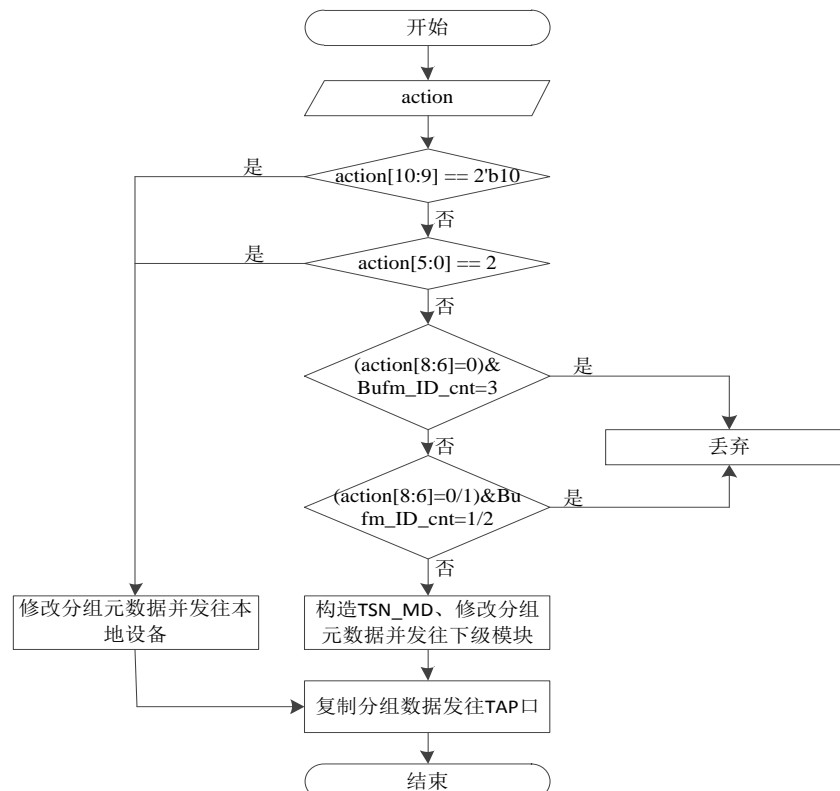 开始
action
是
action[10:9] == 2'b10
否
是
action[5:0] == 2
否
(action[8:6]=0)&
Bufm_ID_cnt=3
是
丢弃
否
(action[8:6]=0/1)&Bu
fm_ID_cnt=1/2
是
否
修改分组元数据并发往本
地设备
构造TSN_MD、修改分组
元数据并发往下级模块
复制分组数据发往TAP口
结束